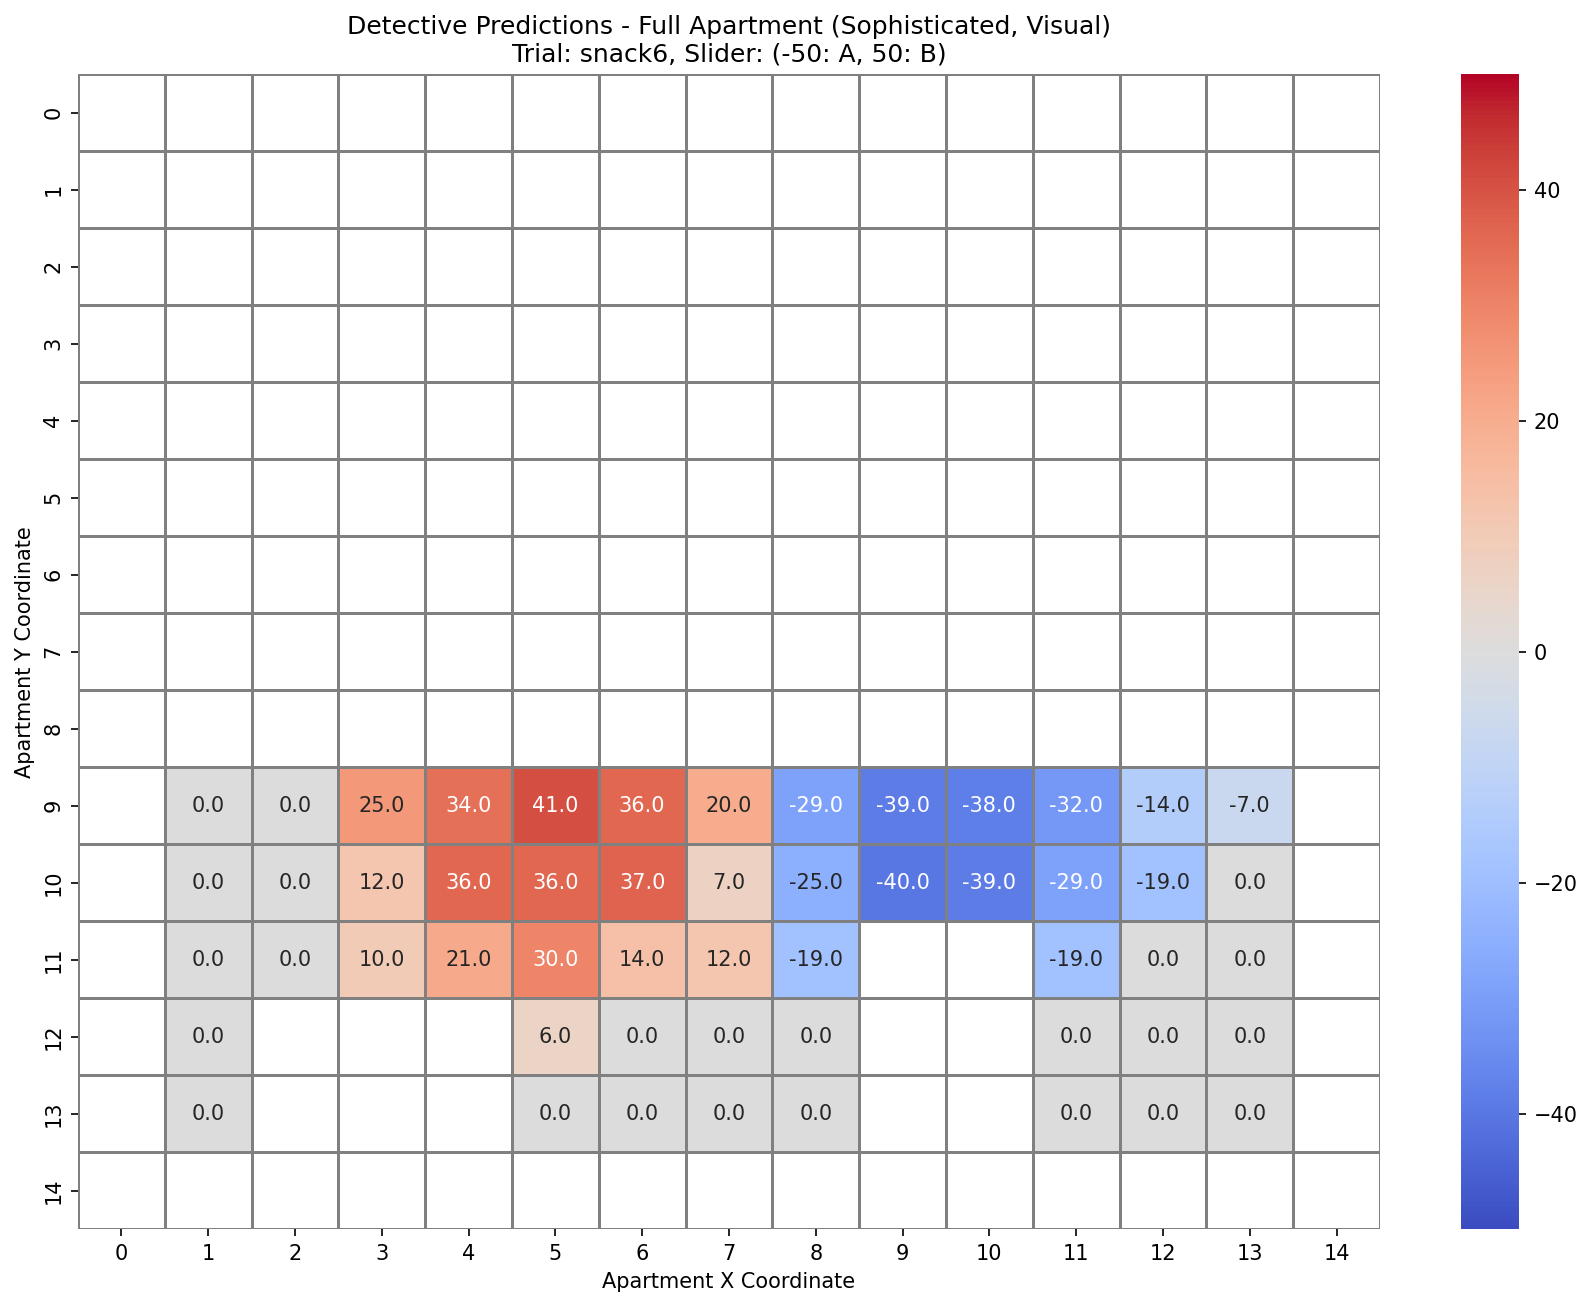 Detective Predictions - Full Apartment (Sophisticated, Visual)
Trial: snack6, Slider: (-50: A, 50: B)
Apartment Y Coordinate
0
1
2
3
4
5
6
7
8
9 0.0 0.0 25.0 34.0 41.0 36.0 20.0 -29.0 -39.0 -38.0 -32.0 -14.0 -7.0
10 0.0 0.0 12.0 36.0 36.0 37.0 7.0 -25.0 -40.0 -39.0 -29.0 -19.0 0.0
11 0.0 0.0 10.0 21.0 30.0 14.0 12.0 -19.0 -19.0 0.0 0.0
12 0.0 6.0 0.0 0.0 0.0 0.0 0.0 0.0
13 0.0 0.0 0.0 0.0 0.0 0.0 0.0 0.0
14
0 1 2 3 4 5 6 7 8 9 10 11 12 13 14
Apartment X Coordinate
40
20
0
−20
−40